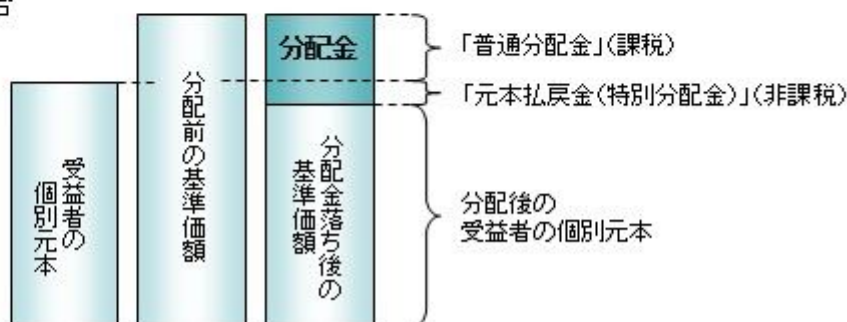 受益者の
個別元本
分配前の基準価額
分配金
分配金落ち後の
基準価額
「普通分配金」(課税)
「元本払戻金(特別分配金)」(非課税)
分配後の
受益者の個別元本